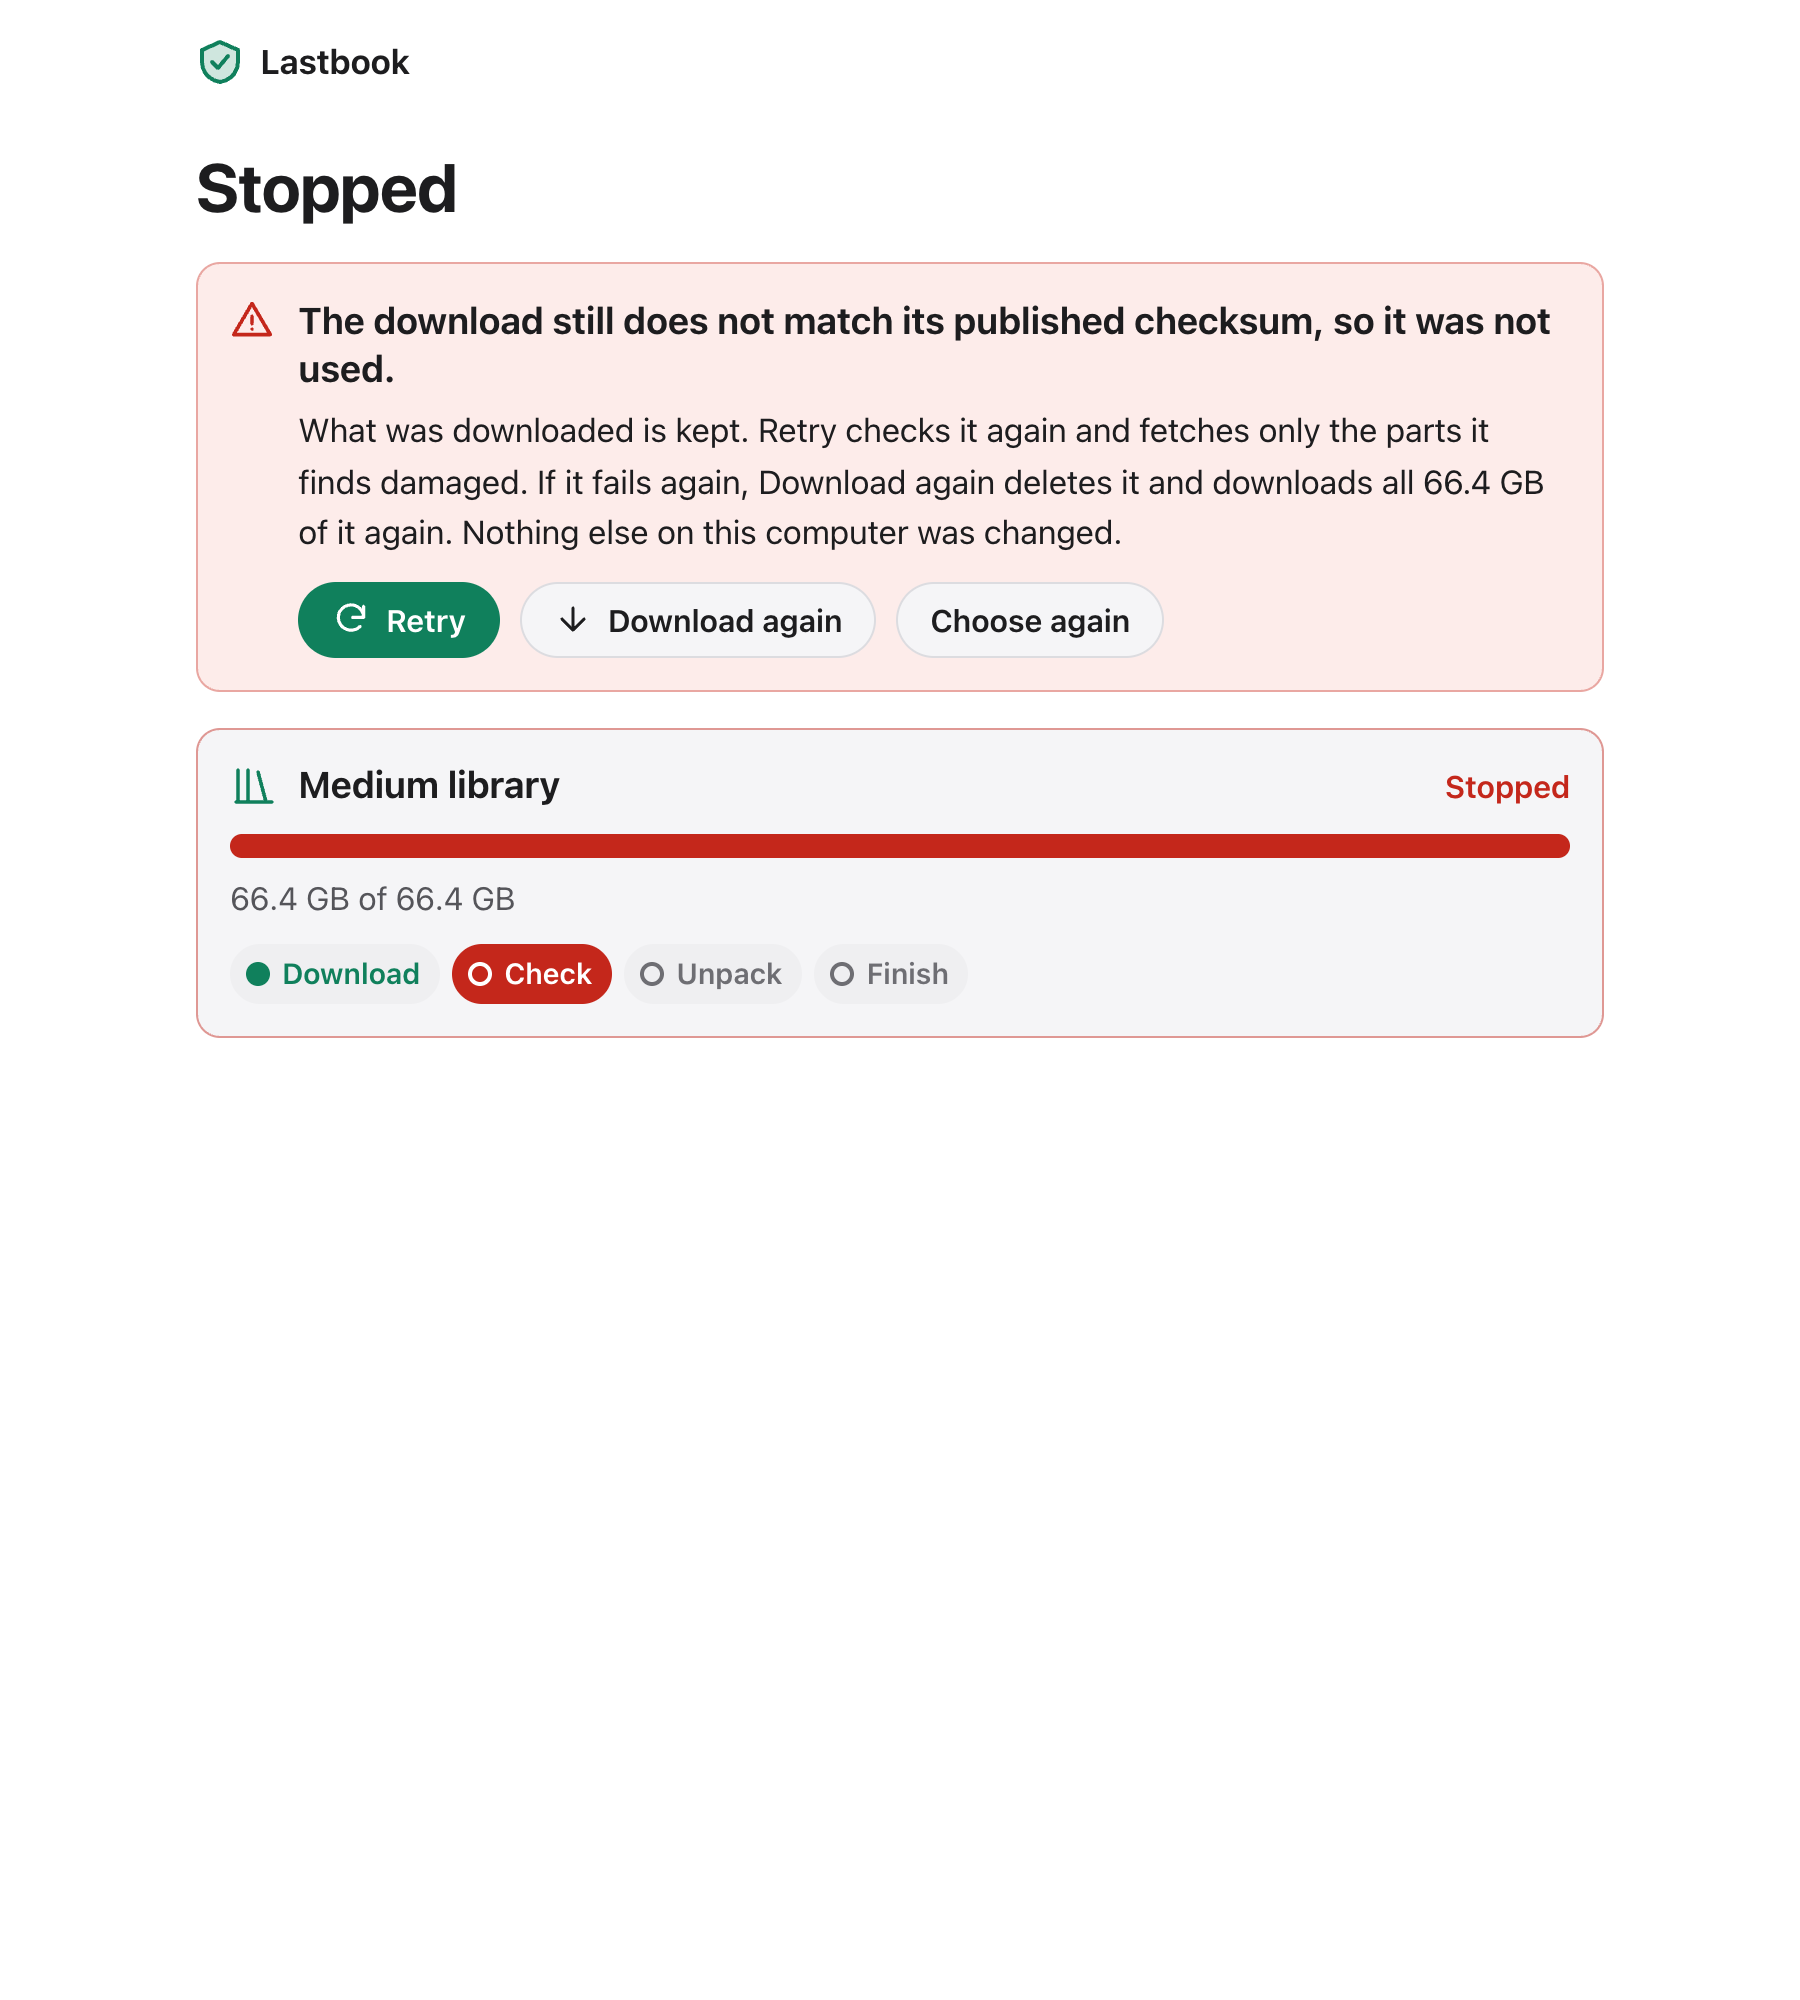 Lastbook
Stopped
The download still does not match its published checksum, so it was not
used.
What was downloaded is kept. Retry checks it again and fetches only the parts it
finds damaged. If it fails again, Download again deletes it and downloads all 66.4 GB
of it again. Nothing else on this computer was changed.
Retry
Download again
Choose again
Medium library
Stopped
66.4 GB of 66.4 GB
Download
Check
Unpack
Finish